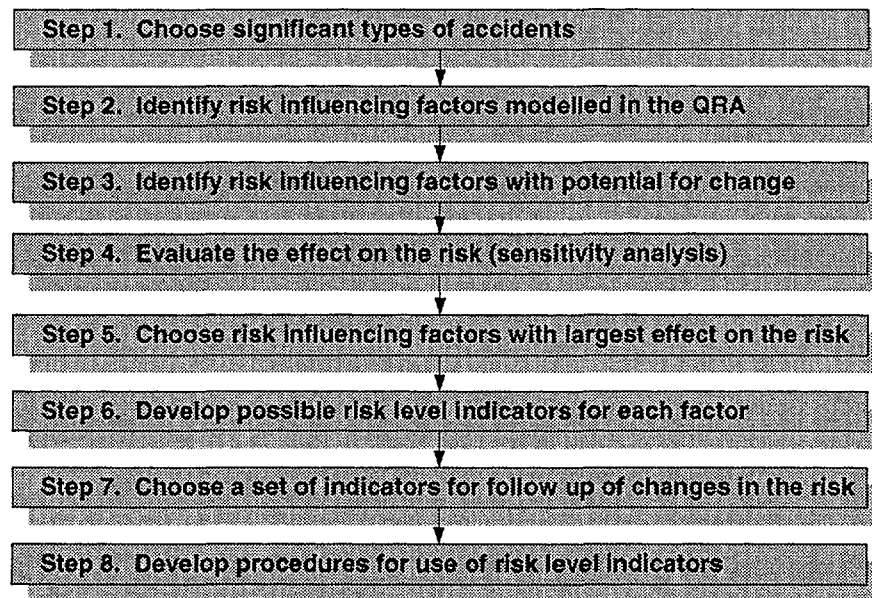 Step 1. Choose significant types of accidents
Step 2. Identify risk influencing factors modelled in the QRA
Step 3. Identify risk influencing factors with potential for change
Step 4. Evaluate the effect on the risk (sensitivity analysis)
Step 5. Choose risk influencing factors with largest effect on the risk
Step 6. Develop possible risk level indicators for each factor
Step 7. Choose a set of indicators for follow up of changes in the risk
Step 8. Develop procedures for use of risk level indicators